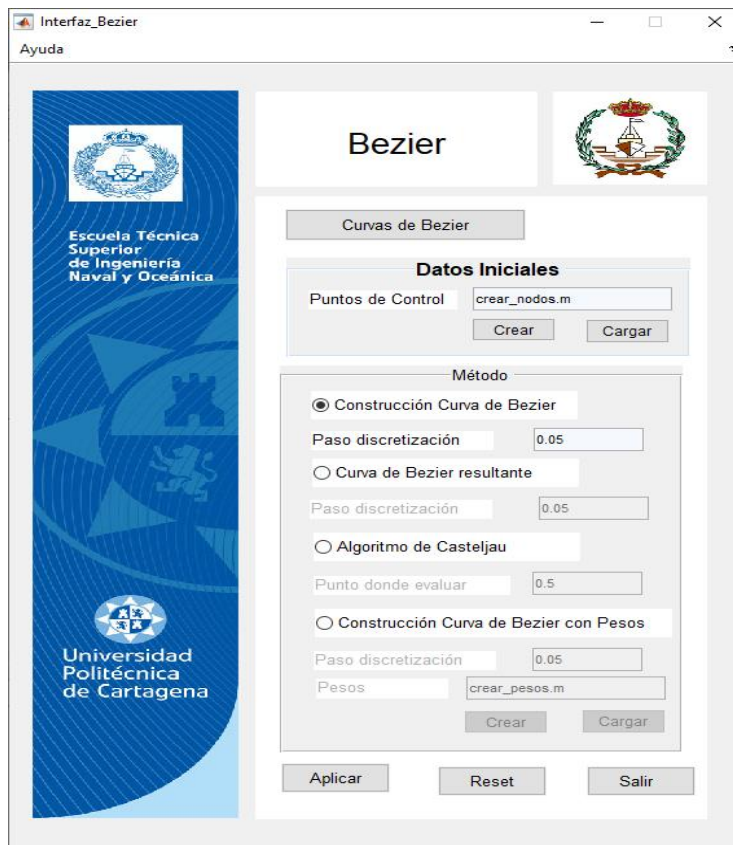 Interfaz_Bezier
Ayuda
Escuela Técnica
Superior
de Ingeniería
Naval y Oceánica
Universidad
Politécnica
de Cartagena
Bezier
Curvas de Bezier
Datos Iniciales
Puntos de Control crear_nodos.m
Crear Cargar
Método
Construcción Curva de Bezier
Paso discretización 0.05
Curva de Bezier resultante
Paso discretización 0.05
Algoritmo de Casteljau
Punto donde evaluar 0.5
Construcción Curva de Bezier con Pesos
Paso discretización 0.05
Pesos crear_pesos.m
Crear Cargar
Aplicar Reset Salir